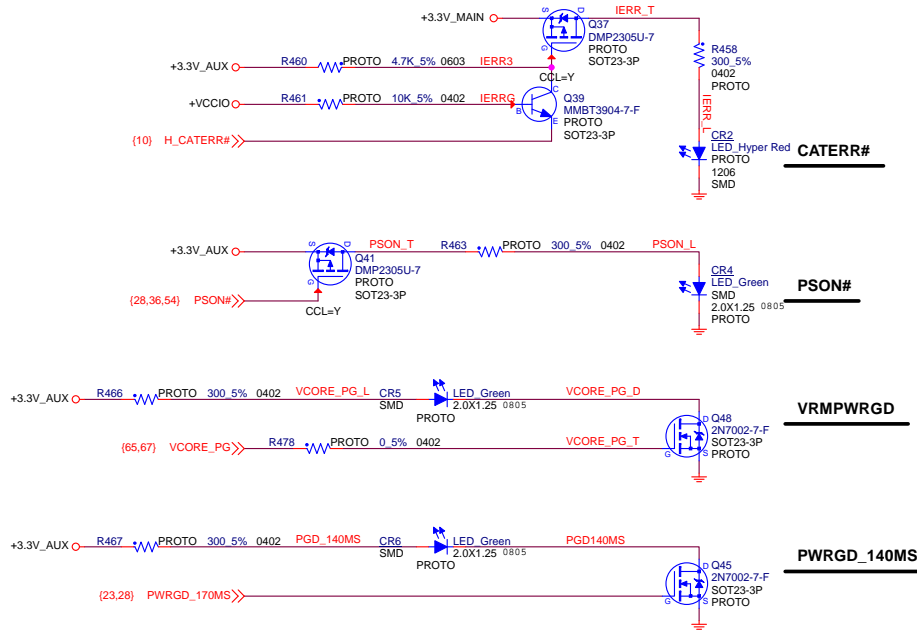 +3.3V_MAIN S D IERR_T
Q37
DMP2305U-7
PROTO
SOT23-3P
G
R458
300_5%
0402
PROTO
+3.3V_AUX R460 PROTO 4.7K_5% 0603 IERR3
CCL=Y
+VCCIO R461 PROTO 10K_5% 0402 IERRG B C E
Q39
MMBT3904-7-F
PROTO
SOT23-3P
{10} H_CATERR#
IERR_L
CR2
LED_Hyper Red
PROTO
1206
SMD
CATERR#
+3.3V_AUX S D PSON_T R463 PROTO 300_5% 0402 PSON_L
Q41
DMP2305U-7
PROTO
SOT23-3P
G
{28,36,54} PSON#
CCL=Y
CR4
LED_Green
SMD
2.0X1.25 0805
PROTO
PSON#
+3.3V_AUX R466 PROTO 300_5% 0402 VCORE_PG_L CR5 LED_Green VCORE_PG_D
SMD 2.0X1.25 0805
PROTO
{65,67} VCORE_PG R478 PROTO 0_5% 0402 VCORE_PG_T
D Q48
2N7002-7-F
SOT23-3P
G S PROTO
VRMPWRGD
+3.3V_AUX R467 PROTO 300_5% 0402 PGD_140MS CR6 LED_Green PGD140MS
SMD 2.0X1.25 0805
PROTO
{23,28} PWRGD_170MS
D Q45
2N7002-7-F
SOT23-3P
G S PROTO
PWRGD_140MS